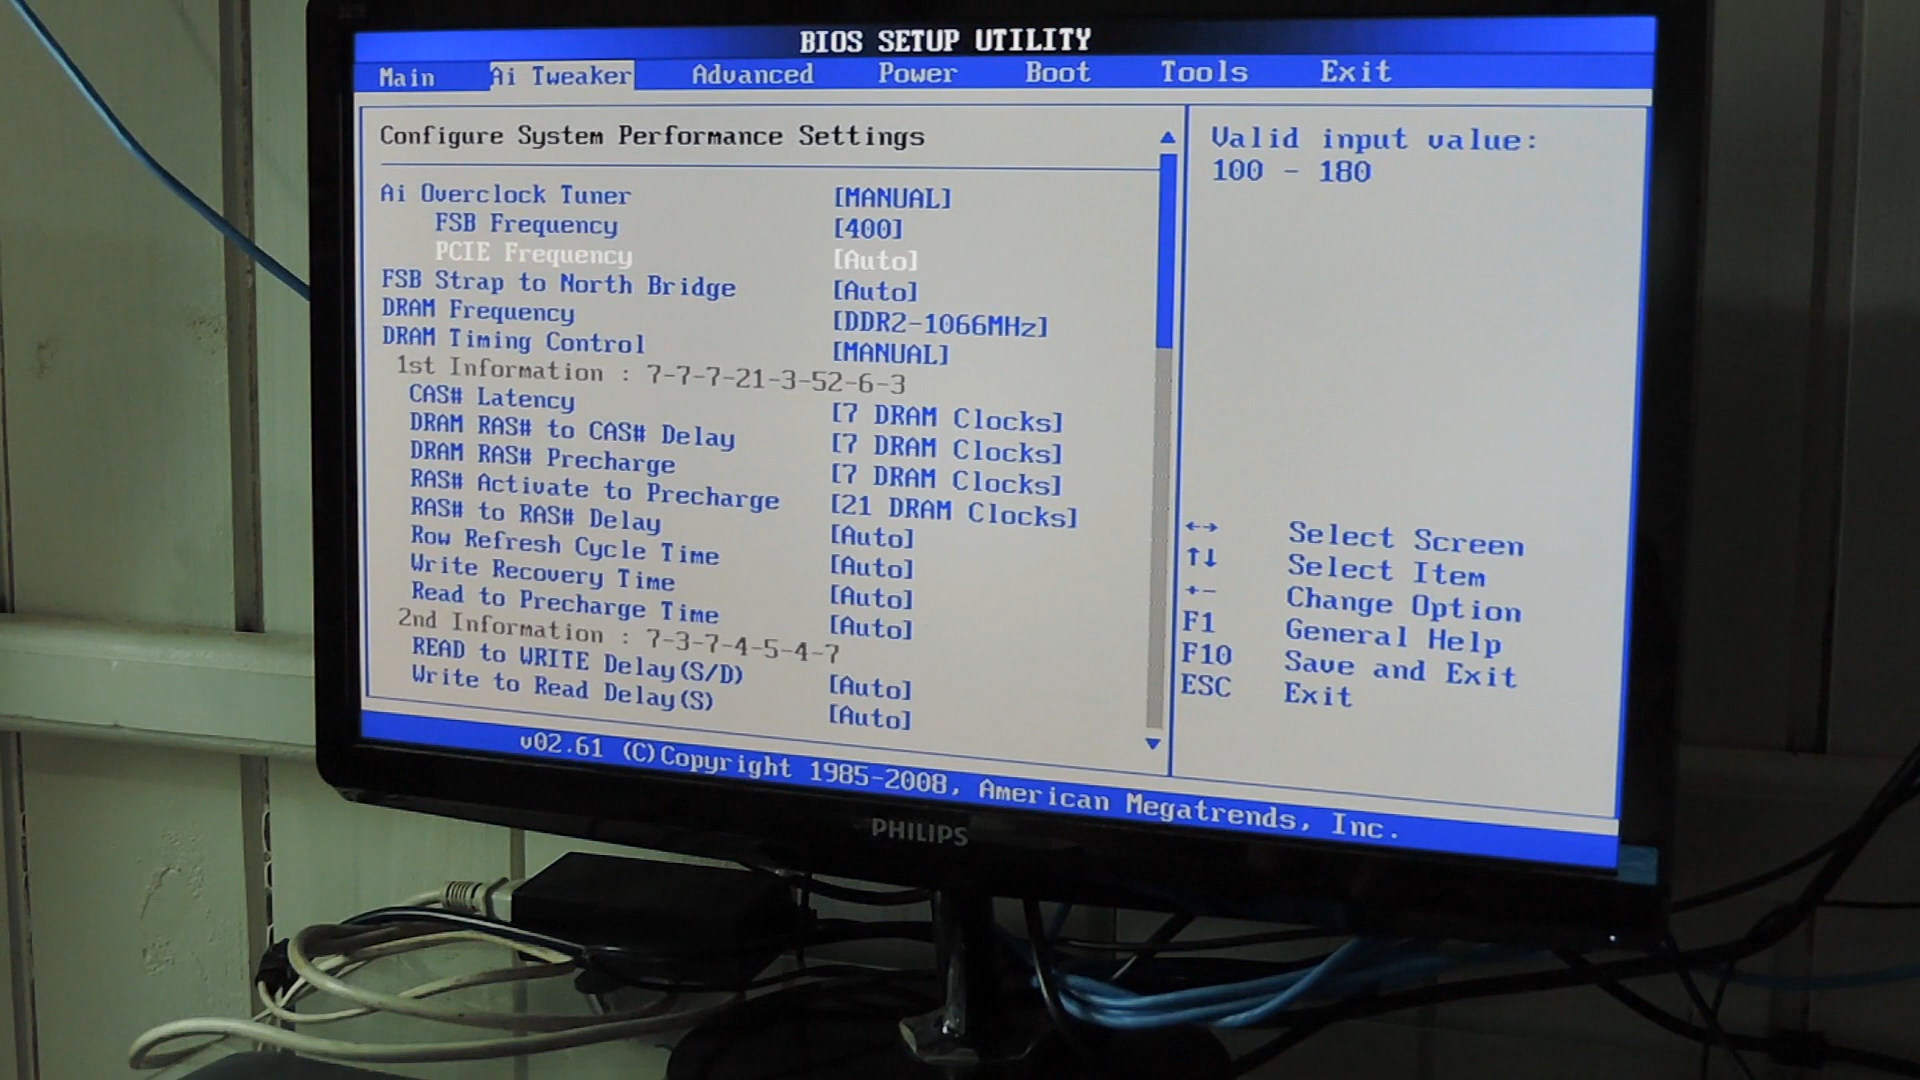 BIOS SETUP UTILITY
Main Ai Tweaker Advanced Power Boot Tools Exit
Configure System Performance Settings
Ai Overclock Tuner [MANUAL]
FSB Frequency [400]
PCIE Frequency [Auto]
FSB Strap to North Bridge [Auto]
DRAM Frequency [DDR2-1066MHz]
DRAM Timing Control [MANUAL]
1st Information : 7-7-7-21-3-52-6-3
CAS# Latency [7 DRAM Clocks]
DRAM RAS# to CAS# Delay [7 DRAM Clocks]
DRAM RAS# Precharge [7 DRAM Clocks]
RAS# Activate to Precharge [21 DRAM Clocks]
RAS# to RAS# Delay [Auto]
Row Refresh Cycle Time [Auto]
Write Recovery Time [Auto]
Read to Precharge Time [Auto]
2nd Information : 7-3-7-4-5-4-7
READ to WRITE Delay(S/D) [Auto]
Write to Read Delay(S) [Auto]
Valid input value:
100 - 180
←→ Select Screen
↑↓ Select Item
+- Change Option
F1 General Help
F10 Save and Exit
ESC Exit
v02.61 (C)Copyright 1985-2008, American Megatrends, Inc.
PHILIPS